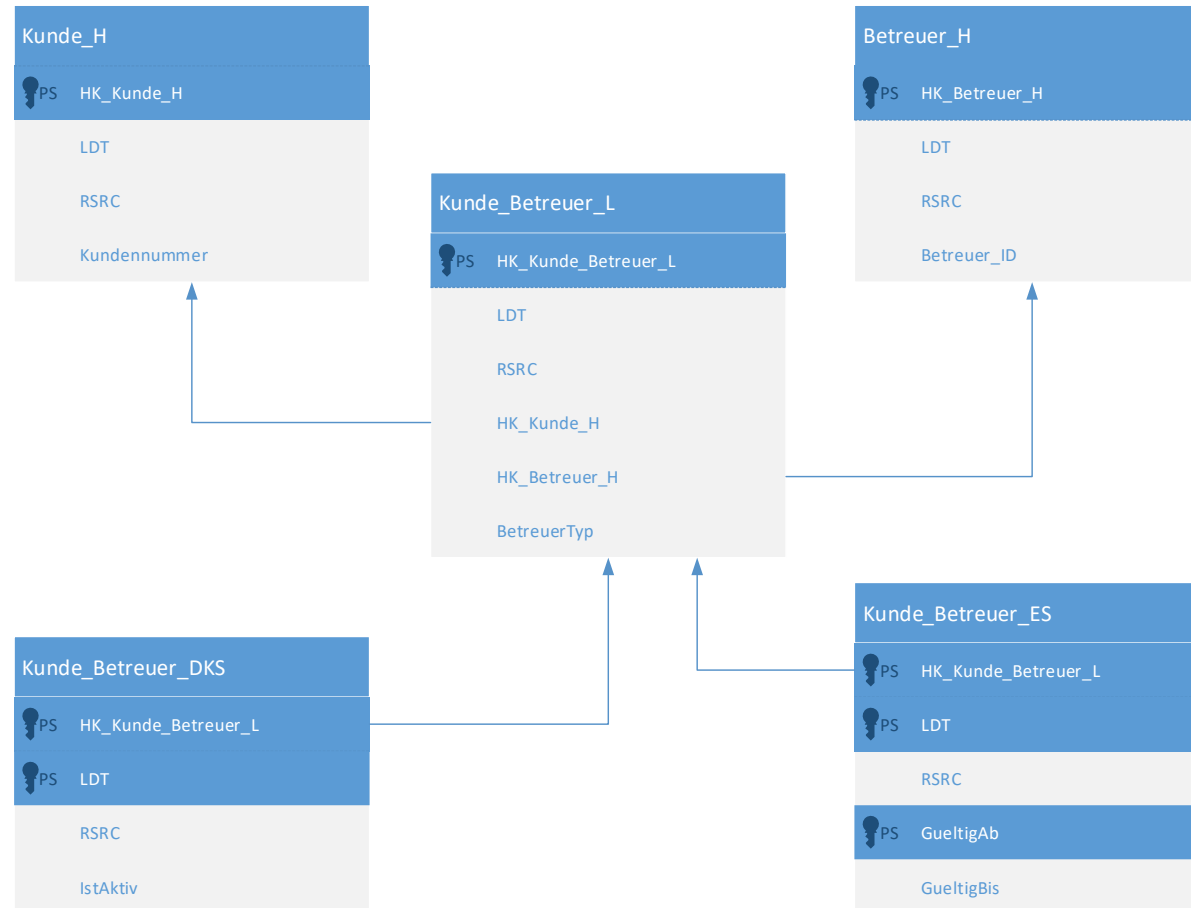 Kunde_H
PS HK_Kunde_H
LDT
RSRC
Kundennummer
Betreuer_H
PS HK_Betreuer_H
LDT
RSRC
Betreuer_ID
Kunde_Betreuer_L
PS HK_Kunde_Betreuer_L
LDT
RSRC
HK_Kunde_H
HK_Betreuer_H
BetreuerTyp
Kunde_Betreuer_DKS
PS HK_Kunde_Betreuer_L
PS LDT
RSRC
IstAktiv
Kunde_Betreuer_ES
PS HK_Kunde_Betreuer_L
PS LDT
RSRC
PS GueltigAb
GueltigBis